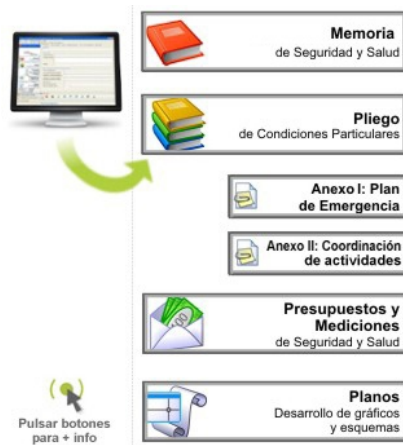 Memoria
de Seguridad y Salud
Pliego
de Condiciones Particulares
Anexo I: Plan
de Emergencia
Anexo II: Coordinación
de actividades
Presupuestos y
Mediciones
de Seguridad y Salud
Planos
Desarrollo de gráficos
y esquemas
Pulsar botones
para + info